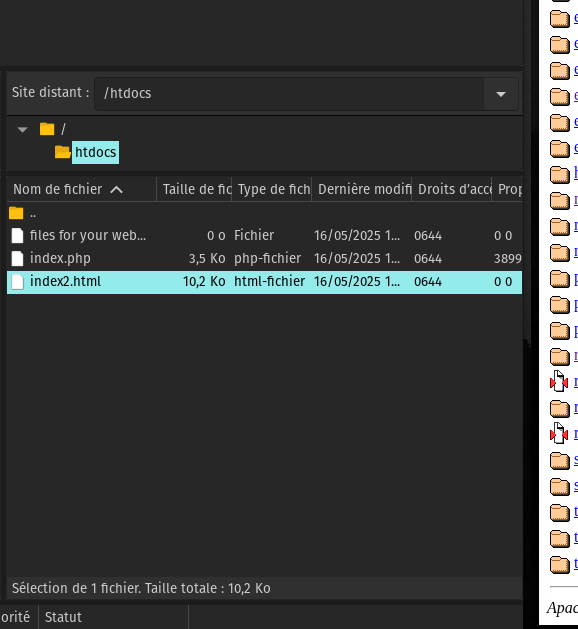 Site distant : /htdocs
/
htdocs
Nom de fichier Taille de fic Type de fich Dernière modifi Droits d'accé Prop
..
files for your web... 0 o Fichier 16/05/2025 1... 0644 0 0
index.php 3,5 Ko php-fichier 16/05/2025 1... 0644 3899
index2.html 10,2 Ko html-fichier 16/05/2025 1... 0644 0 0
Sélection de 1 fichier. Taille totale : 10,2 Ko
orité Statut
e
e
e
e
e
e
h
r
r
r
p
p
p
r
r
r
r
s
s
t
t
t
Apac